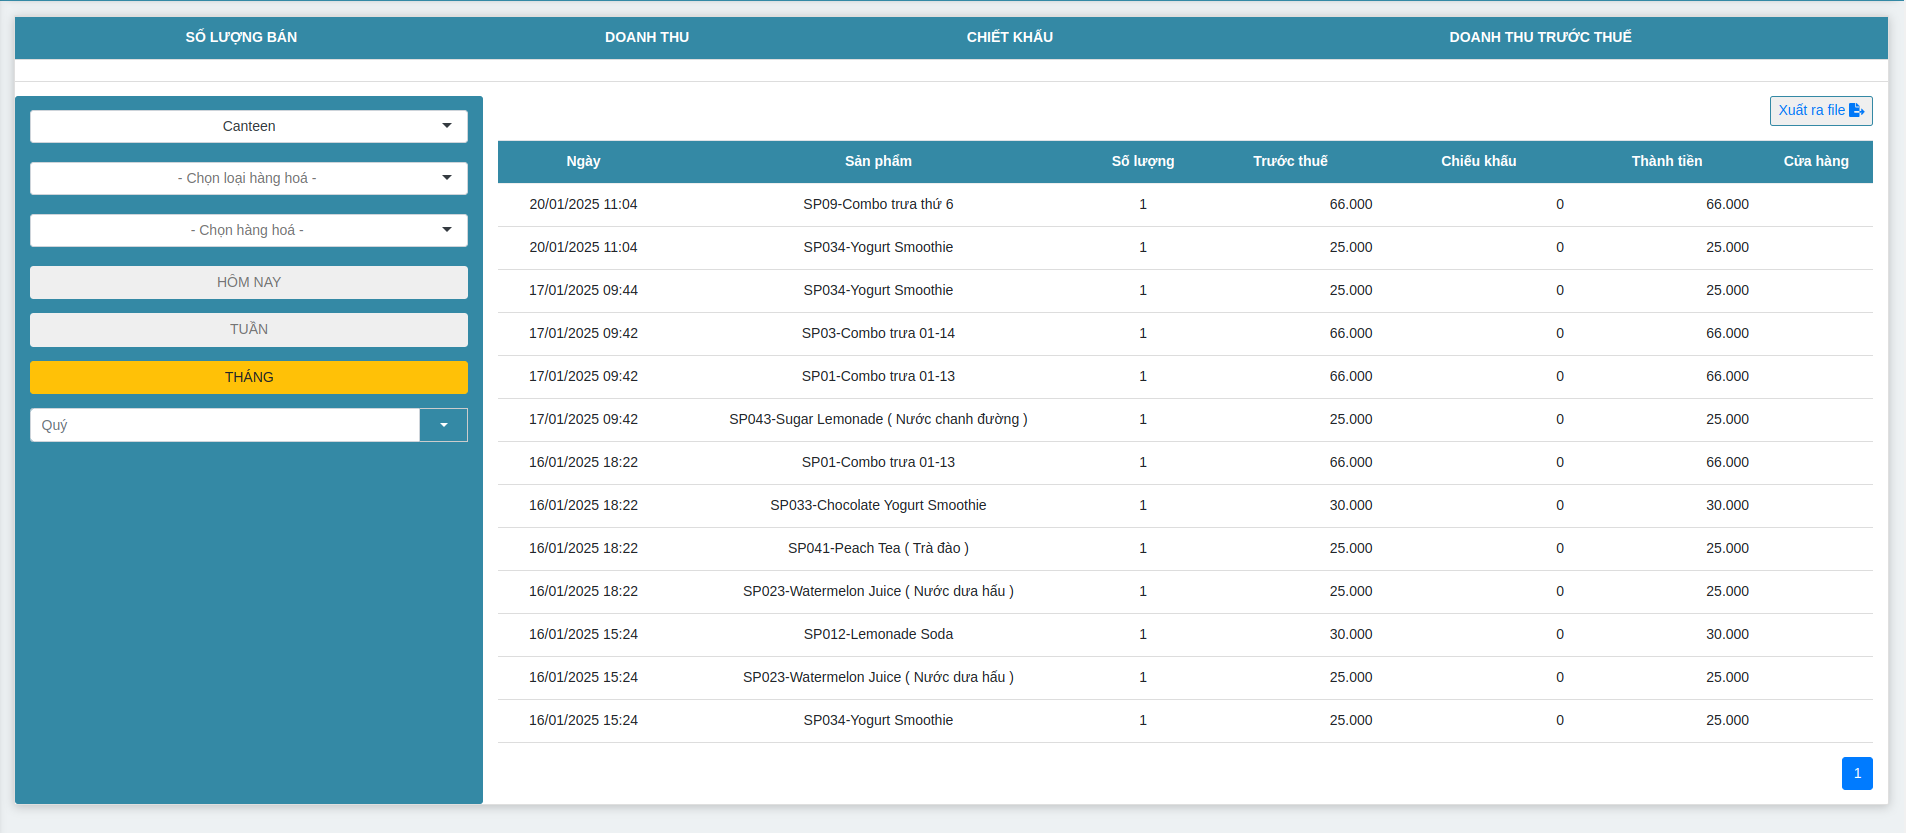 SỐ LƯỢNG BÁN DOANH THU CHIẾT KHẤU DOANH THU TRƯỚC THUẾ
Canteen
- Chọn loại hàng hoá -
- Chọn hàng hoá -
HÔM NAY
TUẦN
THÁNG
Quý
Xuất ra file
Ngày Sản phẩm Số lượng Trước thuế Chiếu khấu Thành tiền Cửa hàng
20/01/2025 11:04 SP09-Combo trưa thứ 6 1 66.000 0 66.000
20/01/2025 11:04 SP034-Yogurt Smoothie 1 25.000 0 25.000
17/01/2025 09:44 SP034-Yogurt Smoothie 1 25.000 0 25.000
17/01/2025 09:42 SP03-Combo trưa 01-14 1 66.000 0 66.000
17/01/2025 09:42 SP01-Combo trưa 01-13 1 66.000 0 66.000
17/01/2025 09:42 SP043-Sugar Lemonade ( Nước chanh đường ) 1 25.000 0 25.000
16/01/2025 18:22 SP01-Combo trưa 01-13 1 66.000 0 66.000
16/01/2025 18:22 SP033-Chocolate Yogurt Smoothie 1 30.000 0 30.000
16/01/2025 18:22 SP041-Peach Tea ( Trà đào ) 1 25.000 0 25.000
16/01/2025 18:22 SP023-Watermelon Juice ( Nước dưa hấu ) 1 25.000 0 25.000
16/01/2025 15:24 SP012-Lemonade Soda 1 30.000 0 30.000
16/01/2025 15:24 SP023-Watermelon Juice ( Nước dưa hấu ) 1 25.000 0 25.000
16/01/2025 15:24 SP034-Yogurt Smoothie 1 25.000 0 25.000
1